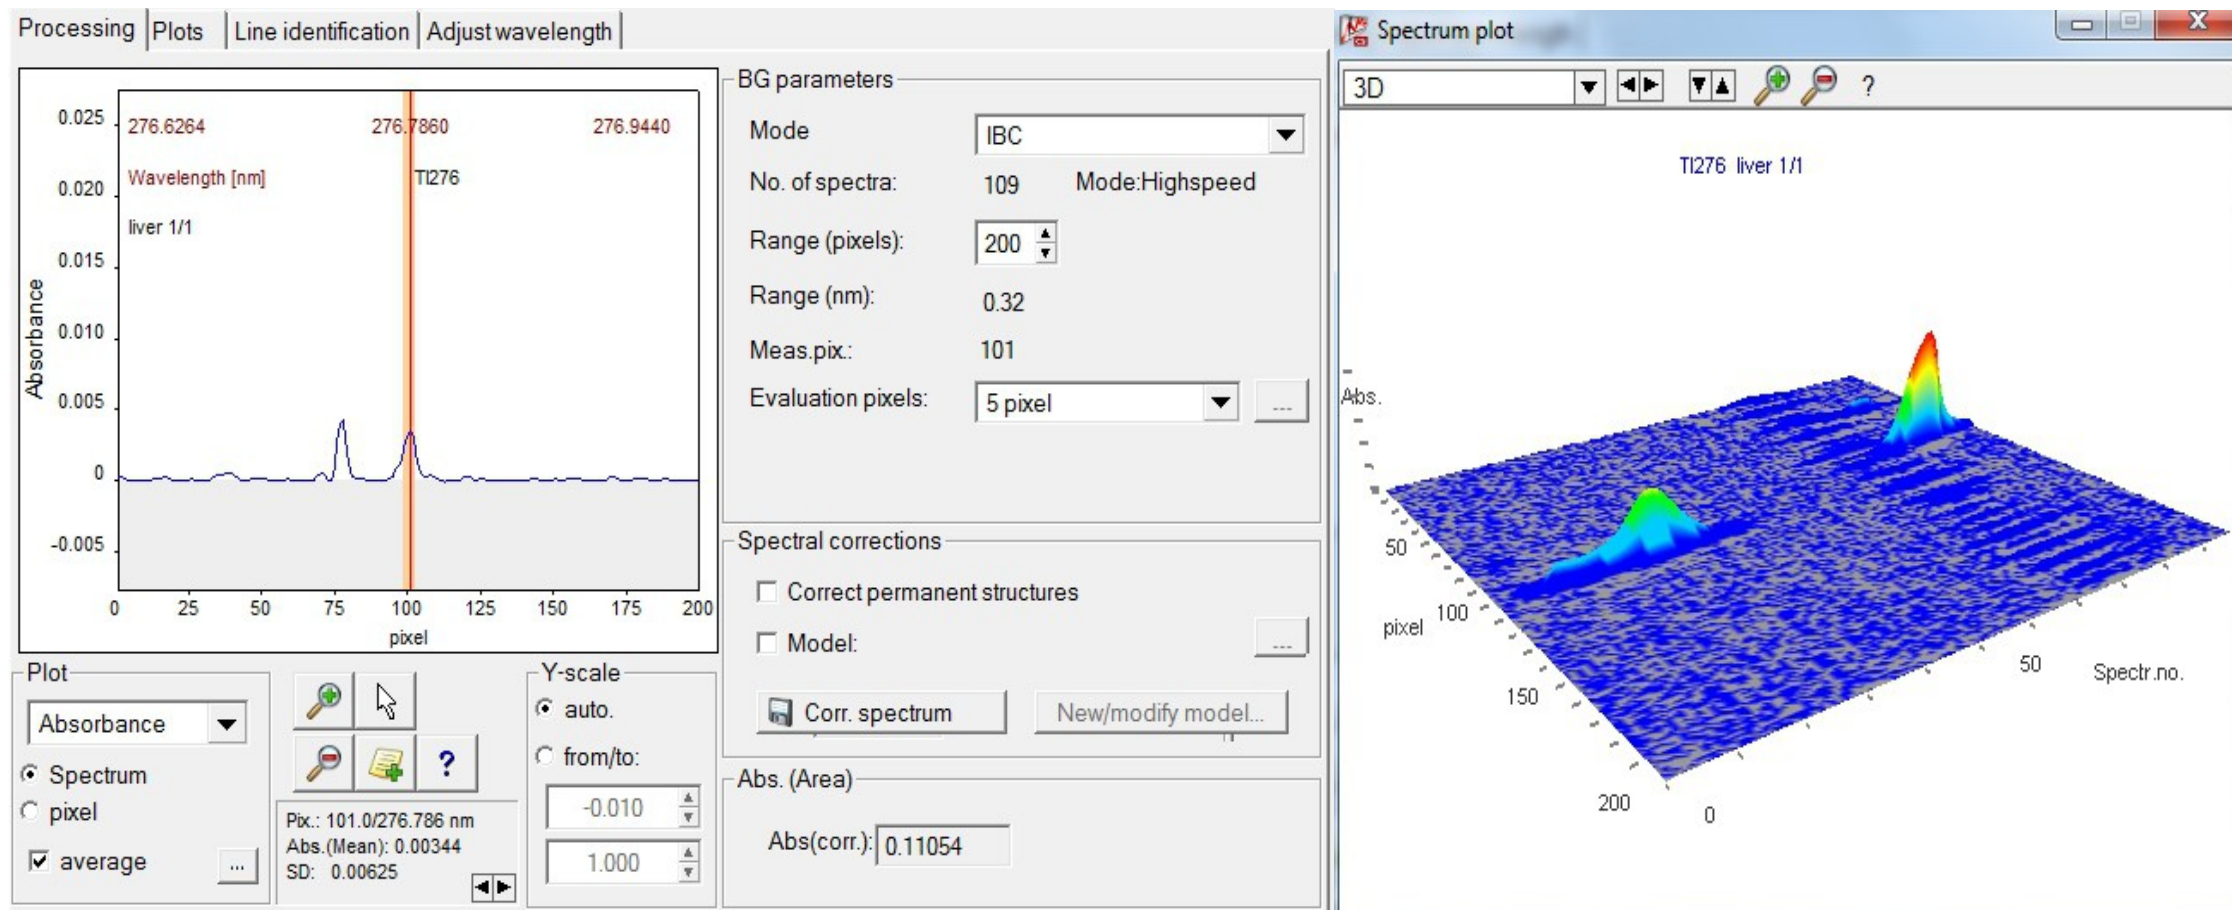 Processing Plots Line identification Adjust wavelength
0.025
0.020
0.015
0.010
0.005
0
-0.005
Absorbance
276.6264 276.7860 276.9440
Wavelength [nm] Tl276
liver 1/1
0 25 50 75 100 125 150 175 200
pixel
BG parameters
Mode IBC
No. of spectra: 109 Mode:Highspeed
Range (pixels): 200
Range (nm): 0.32
Meas.pix.: 101
Evaluation pixels: 5 pixel ...
Spectral corrections
Correct permanent structures
Model: ...
Corr. spectrum New/modify model...
Abs. (Area)
Abs(corr.): 0.11054
Plot
Absorbance
Spectrum
pixel
average ...
?
Pix.: 101.0/276.786 nm
Abs.(Mean): 0.00344
SD: 0.00625
Y-scale
auto.
from/to:
-0.010
1.000
Spectrum plot
3D ?
Tl276 liver 1/1
Abs.
50
100
150
200
pixel
0
50
Spectr.no.